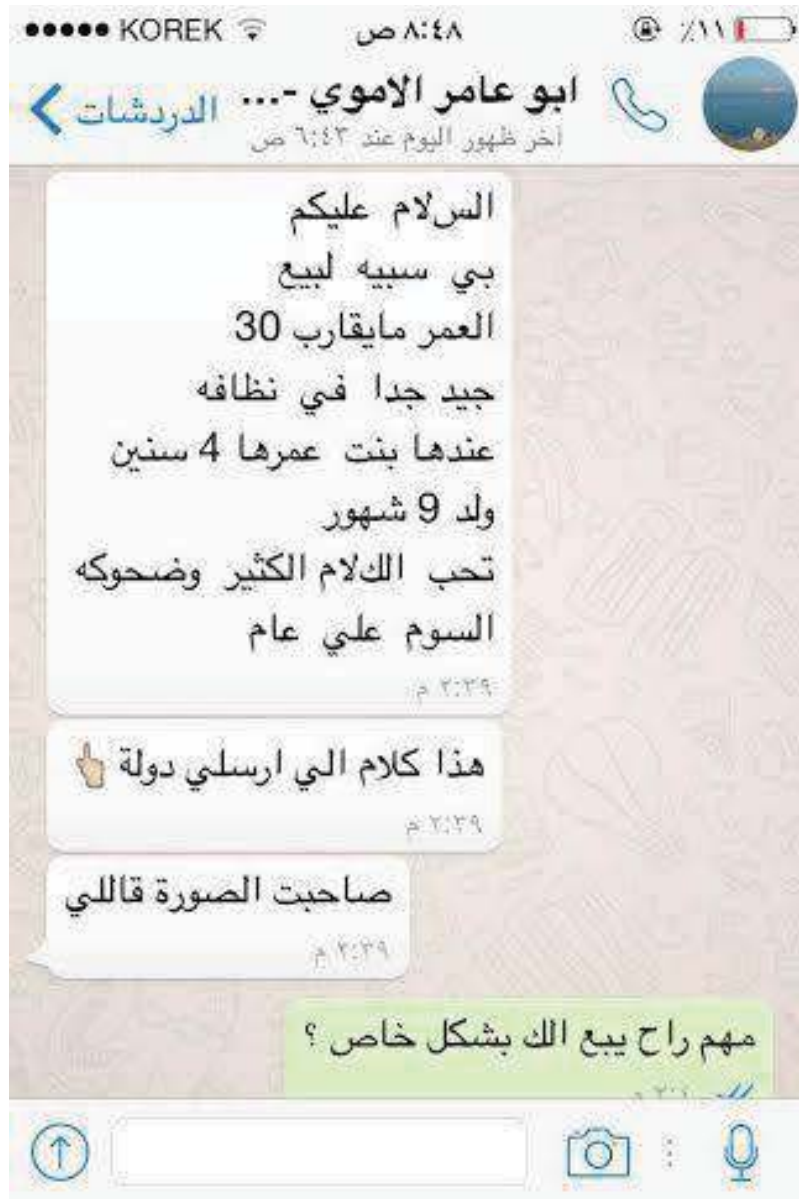 KOREK ٨:٤٨ ص ٪١١
الدردشات
ابو عامر الاموي -...
آخر ظهور اليوم عند ٦:٤٣ ص
السلام عليكم
بي سبيه لبيع
العمر مايقارب 30
جيد جدا في نظافه
عندها بنت عمرها 4 سنين
ولد 9 شهور
تحب الكلام الكثير وضحوكه
السوم علي عام
٢:٣٩ م
هذا كلام الي ارسلي دولة 👆
٢:٣٩ م
صاحبت الصورة قاللي
٢:٣٩ م
مهم راح يبع الك بشكل خاص ؟